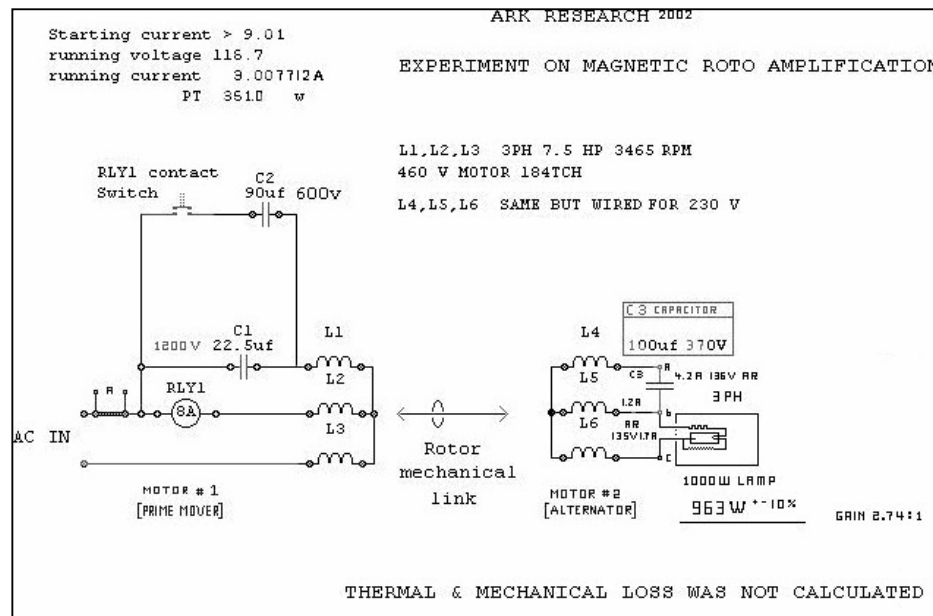 ARK RESEARCH 2002
EXPERIMENT ON MAGNETIC ROTO AMPLIFICATION
Starting current > 9.01
running voltage 116.7
running current 3.007712A
PT 351.0 w
L1,L2,L3 3PH 7.5 HP 3465 RPM
460 V MOTOR 184TCH
L4,L5,L6 SAME BUT WIRED FOR 230 V
RLY1 contact
Switch
C2
90uf 600v
C1
1200V 22.5uf
L1
L2
L3
A
RLY1
8A
AC IN
MOTOR # 1
[PRIME MOVER]
Rotor
mechanical
link
L4
L5
L6
C3 CAPACITOR
100uf 370V
A
C3
4.2A 136V AR
3 PH
1.2A
b
AR
135V1.7A
C
1000W LAMP
963W +-10%
MOTOR #2
[ALTERNATOR]
GAIN 2.74:1
THERMAL & MECHANICAL LOSS WAS NOT CALCULATED